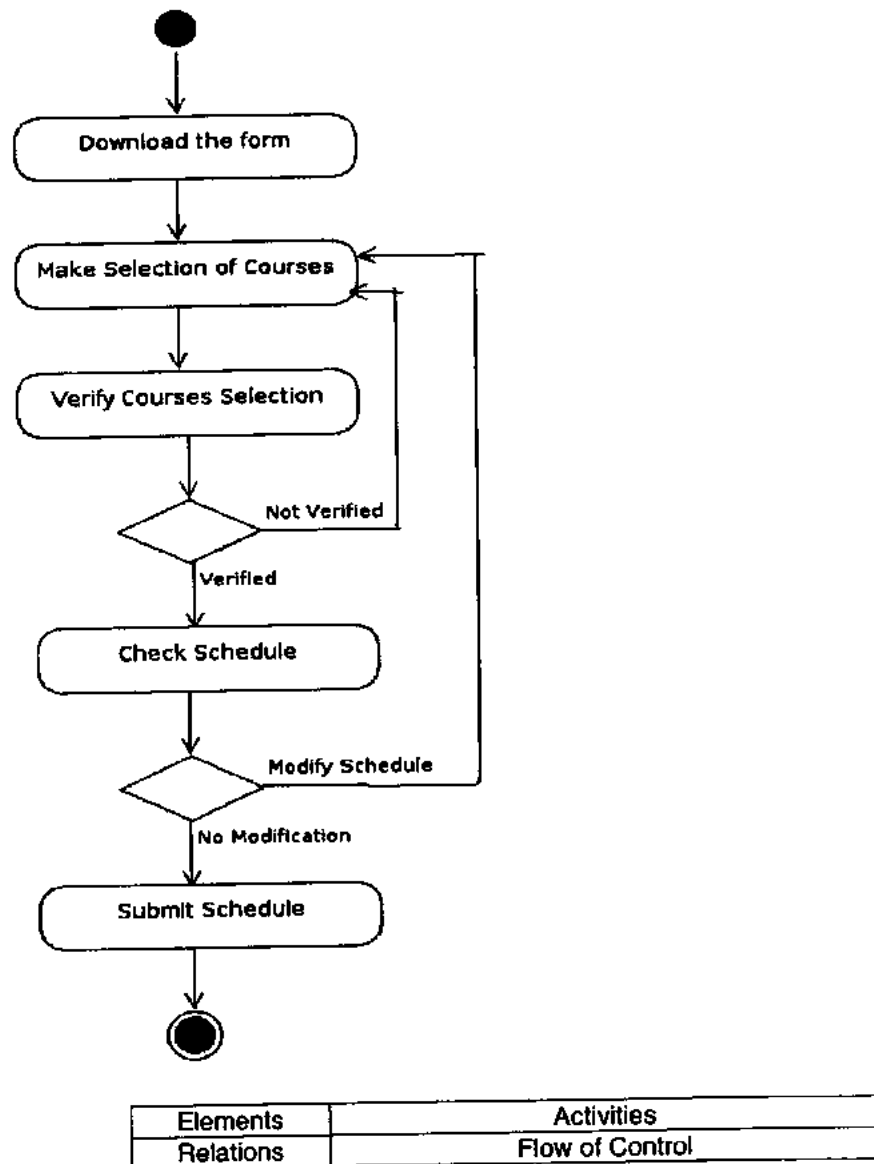 Download the form
Make Selection of Courses
Verify Courses Selection
Not Verified
Verified
Check Schedule
Modify Schedule
No Modification
Submit Schedule
Elements Activities
Relations Flow of Control